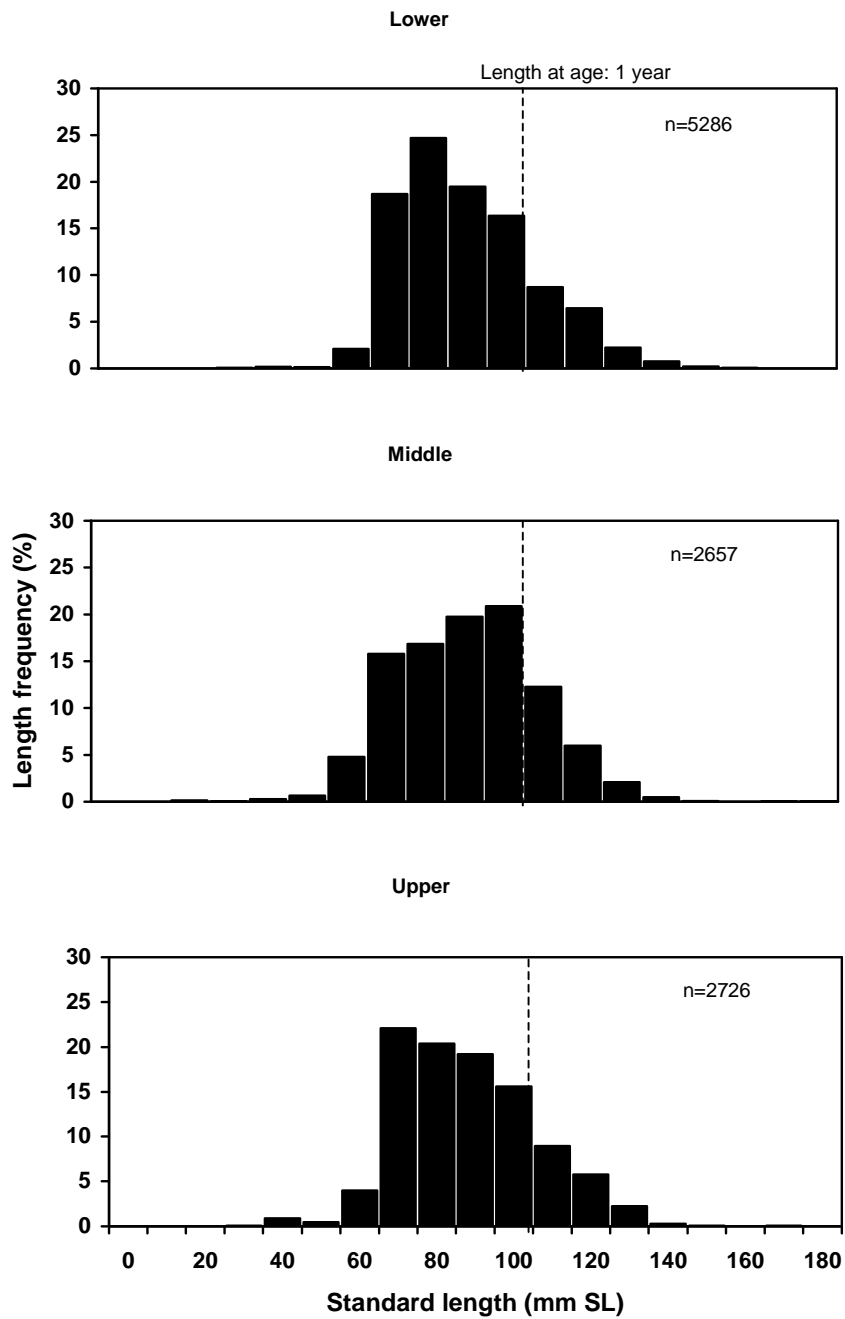 Lower
Length at age: 1 year
n=5286
30
25
20
15
10
5
0
Middle
n=2657
30
25
20
15
10
5
0
Length frequency (%)
Upper
n=2726
30
25
20
15
10
5
0
0 20 40 60 80 100 120 140 160 180
Standard length (mm SL)